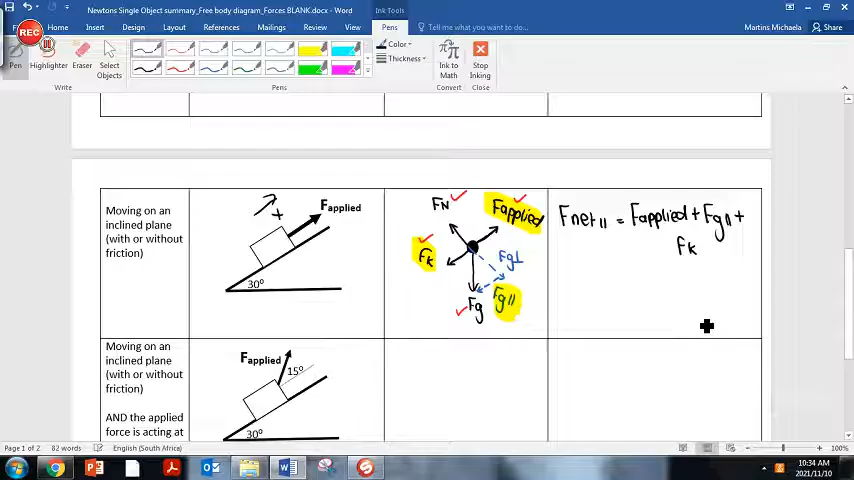 Newtons Single Object summary_Free body diagram_Forces BLANK.docx - Word
Ink Tools
File Home Insert Design Layout References Mailings Review View Pens Tell me what you want to do...
Martins Michaela
Share
REC
Pen
Highlighter
Eraser
Select Objects
Color
Thickness
Ink to Math
Stop Inking
Write
Pens
Convert
Close
Moving on an
inclined plane
(with or without
friction)
+
Fapplied
30⁰
FN
Fapplied
Fk
Fg⊥
Fg||
Fg
Fnet|| = Fapplied + Fg|| +
Fk
Moving on an
inclined plane
(with or without
friction)
AND the applied
force is acting at
Fapplied
15⁰
30⁰
Page 1 of 2 82 words English (South Africa)
100%
10:34 AM
2021/11/10